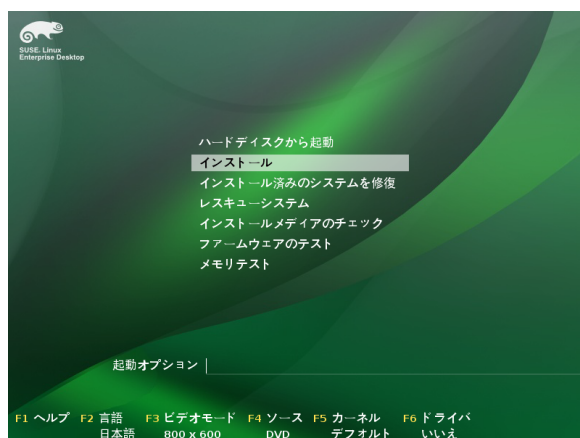 SUSE. Linux
Enterprise Desktop
ハードディスクから起動
インストール
インストール済みのシステムを修復
レスキューシステム
インストールメディアのチェック
ファームウェアのテスト
メモリテスト
起動オプション
F1 ヘルプ F2 言語 F3 ビデオモード F4 ソース F5 カーネル F6 ドライバ
日本語 800 x 600 DVD デフォルト いいえ